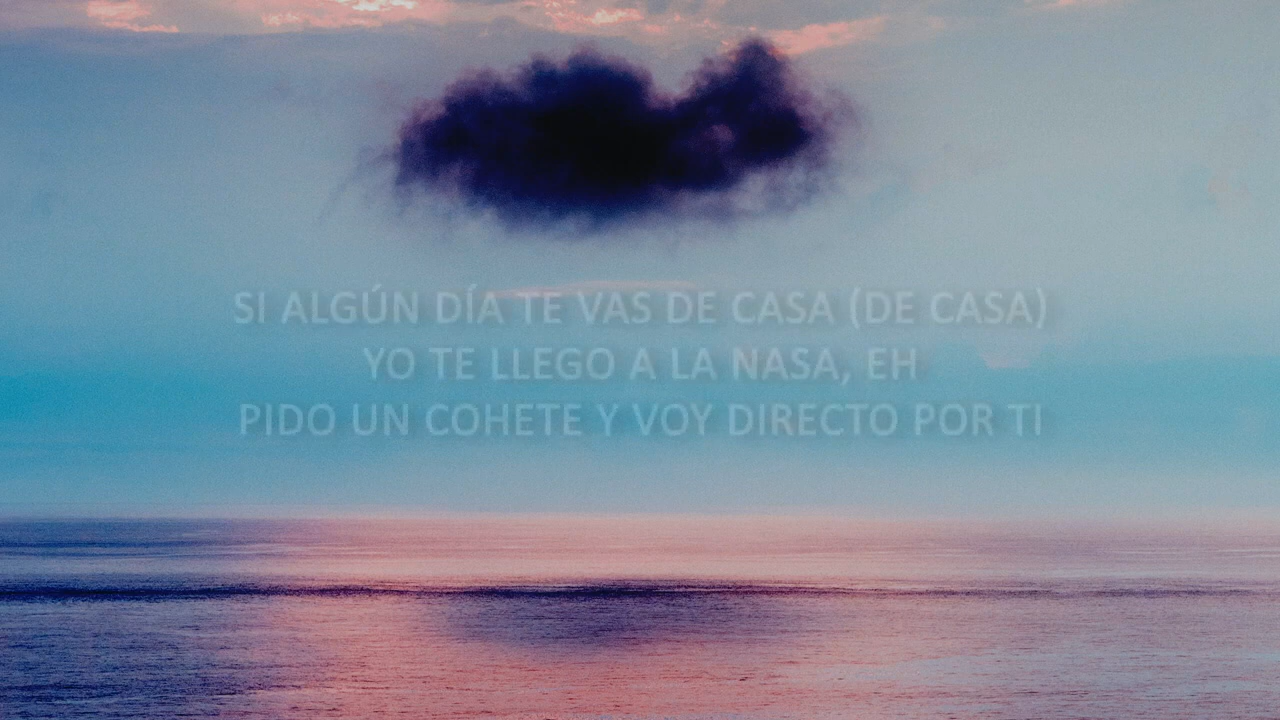 SI ALGÚN DÍA TE VAS DE CASA (DE CASA)
YO TE LLEGO A LA NASA, EH
PIDO UN COHETE Y VOY DIRECTO POR TI